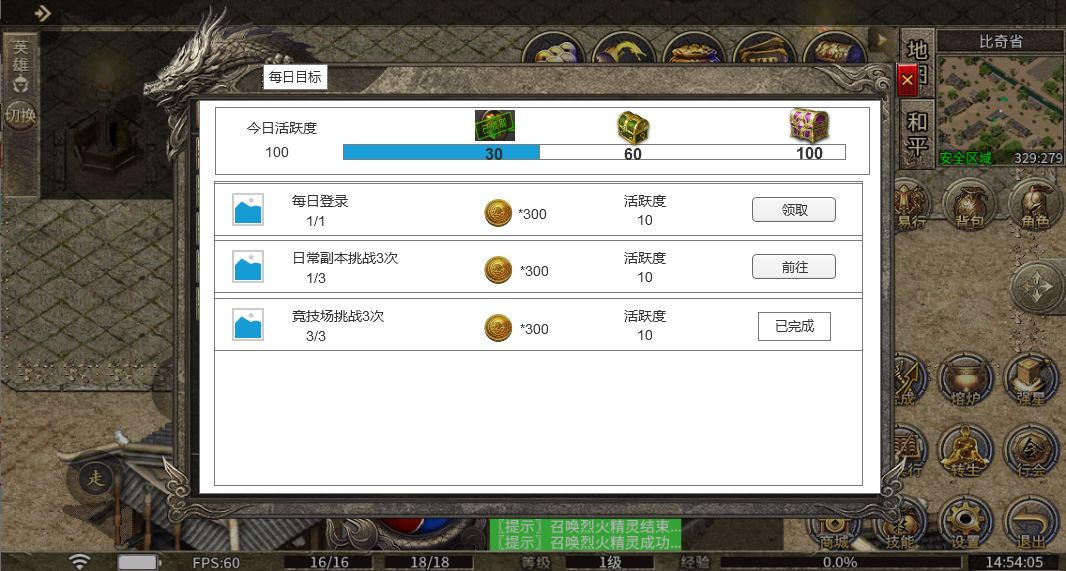 英雄
切换
每日目标
地图
和平
比奇省
安全区域 329:279
今日活跃度
100
30 60 100
每日登录
1/1
*300
活跃度
10
领取
日常副本挑战3次
1/3
*300
活跃度
10
前往
竞技场挑战3次
3/3
*300
活跃度
10
已完成
背包
角色
熔炉
强星
转生
行会
走
商城
技能
设置
退出
〖提示〗召唤烈火精灵结束...
〖提示〗召唤烈火精灵成功...
FPS:60
16/16
18/18
等级
1级
经验
0.0%
14:54:05